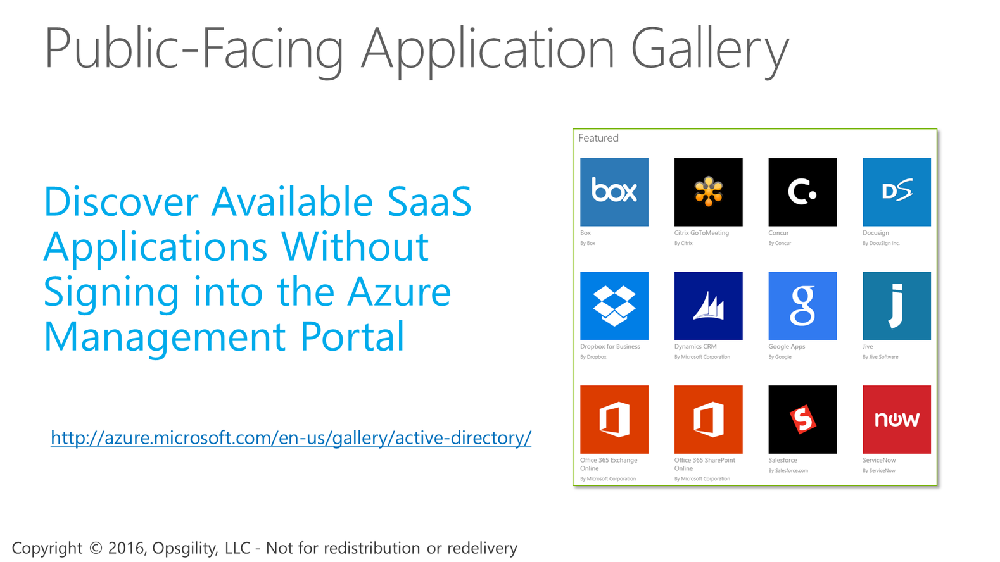 Public-Facing Application Gallery
Discover Available SaaS
Applications Without
Signing into the Azure
Management Portal
http://azure.microsoft.com/en-us/gallery/active-directory/
Featured
box
C.
DS
Box
Citrix GoToMeeting
Concur
Docusign
By Box
By Citrix
By Concur
By DocuSign Inc.
g
j
Dropbox for Business
Dynamics CRM
Google Apps
Jive
By Dropbox
By Microsoft Corporation
By Google
By Jive Software
S
now
Office 365 Exchange
Online
Office 365 SharePoint
Online
Salesforce
ServiceNow
By Microsoft Corporation
By Microsoft Corporation
By Salesforce.com
By ServiceNow
Copyright © 2016, Opsgility, LLC - Not for redistribution or redelivery